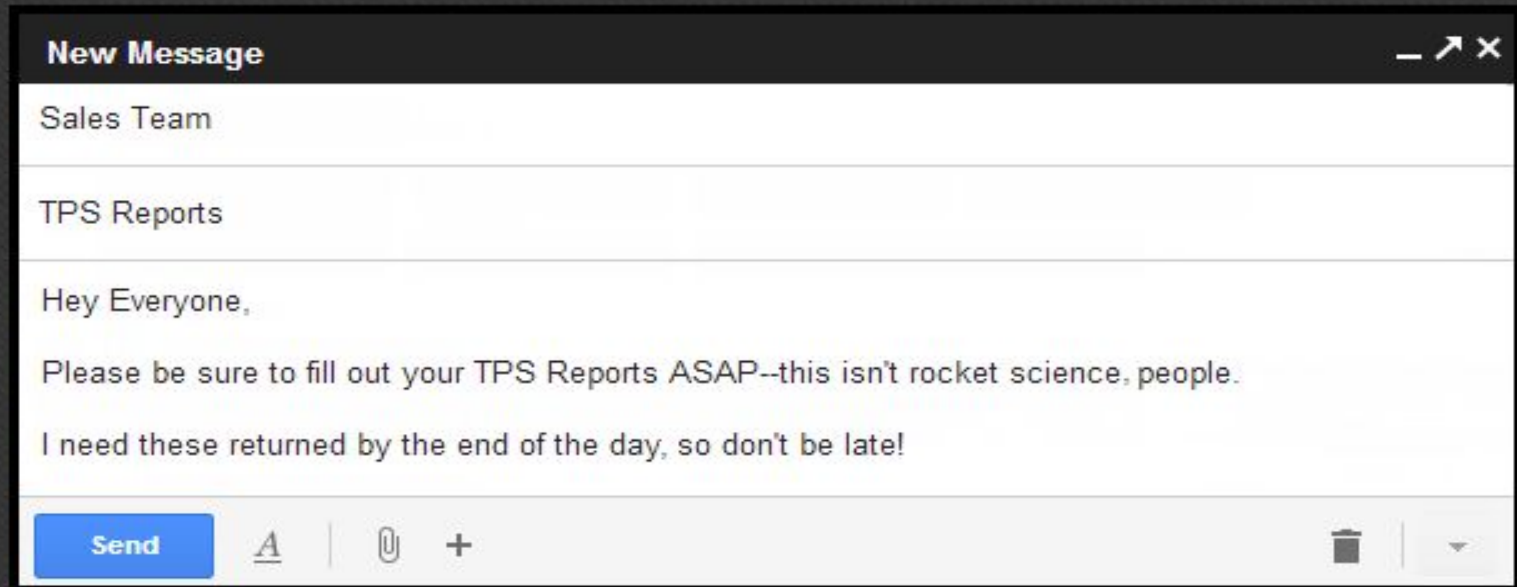 New Message
Sales Team
TPS Reports
Hey Everyone,
Please be sure to fill out your TPS Reports ASAP--this isn't rocket science, people.
I need these returned by the end of the day, so don't be late!
Send A